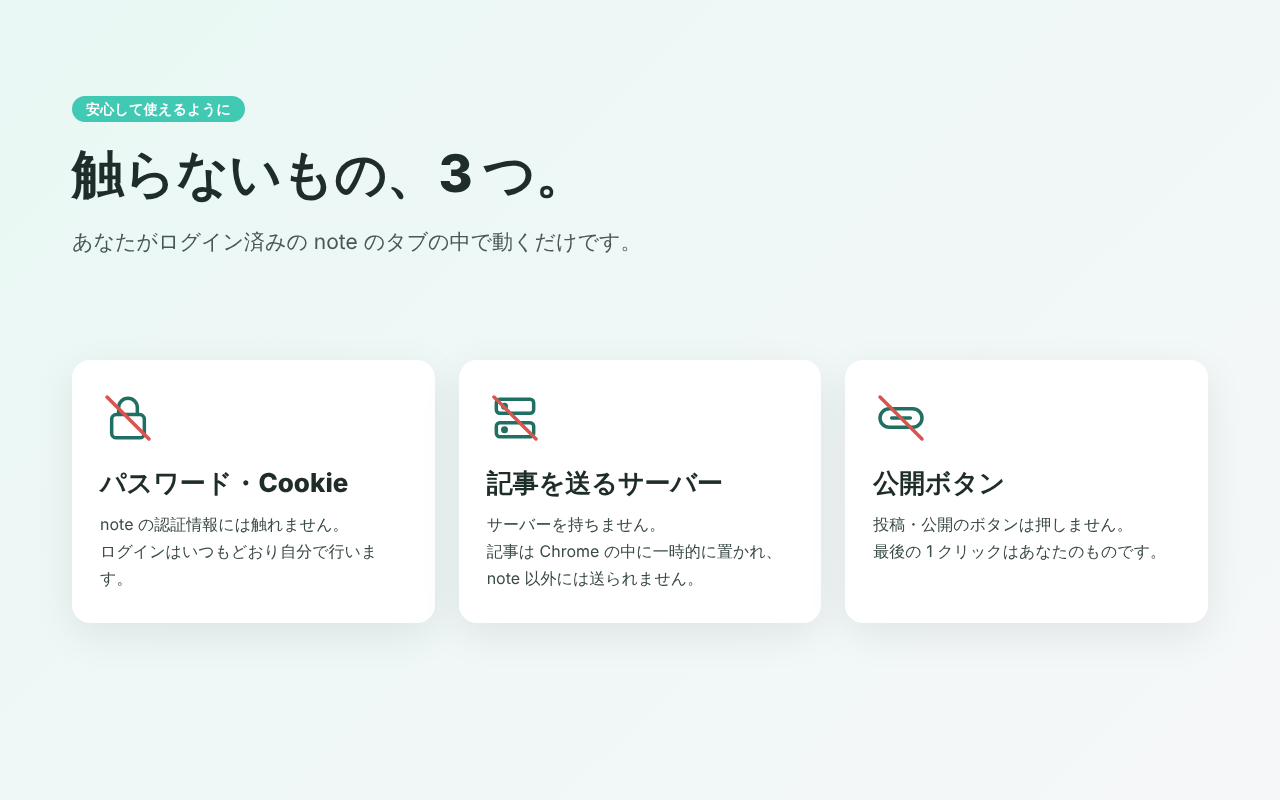 安心して使えるように
触らないもの、3 つ。
あなたがログイン済みの note のタブの中で動くだけです。
パスワード・Cookie
note の認証情報には触れません。
ログインはいつもどおり自分で行いま
す。
記事を送るサーバー
サーバーを持ちません。
記事は Chrome の中に一時的に置かれ、
note 以外には送られません。
公開ボタン
投稿・公開のボタンは押しません。
最後の 1 クリックはあなたのものです。